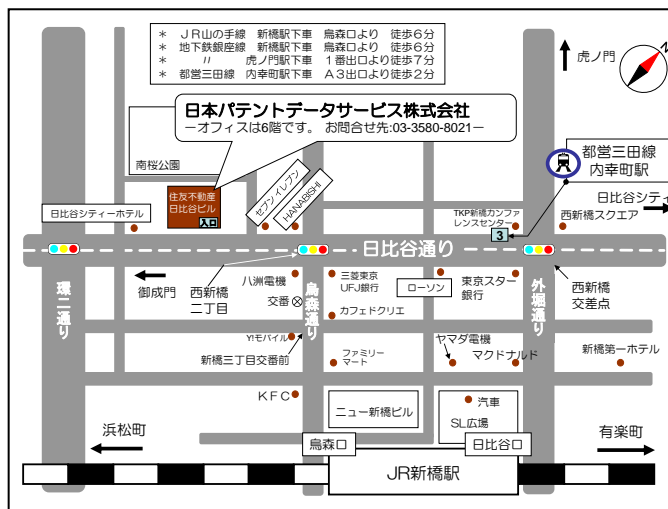 ＊　ＪＲ山の手線　新橋駅下車　烏森口より　徒歩６分
＊　地下鉄銀座線　新橋駅下車　烏森口より　徒歩６分
＊　　　〃　　　虎ノ門駅下車　１番出口より徒歩７分
＊　都営三田線　内幸町駅下車　Ａ３出口より徒歩２分
虎ノ門
日本パテントデータサービス株式会社
－オフィスは6階です。 お問合せ先:03-3580-8021－
都営三田線
内幸町駅
南桜公園
住友不動産
日比谷ビル
入口
セブンイレブン
HANABISHI
日比谷シティーホテル
TKP新橋カンファ
レンスセンター
3
西新橋スクエア
日比谷シティ
日比谷通り
環二通り
御成門
西新橋
二丁目
八洲電機
交番
烏森通り
三菱東京
UFJ銀行
カフェドクリエ
ローソン
東京スター
銀行
外堀通り
西新橋
交差点
Y!モバイル
新橋三丁目交番前
ファミリー
マート
ヤマダ電機
マクドナルド
新橋第一ホテル
ＫＦＣ
ニュー新橋ビル
汽車
SL広場
浜松町
烏森口
日比谷口
有楽町
JR新橋駅